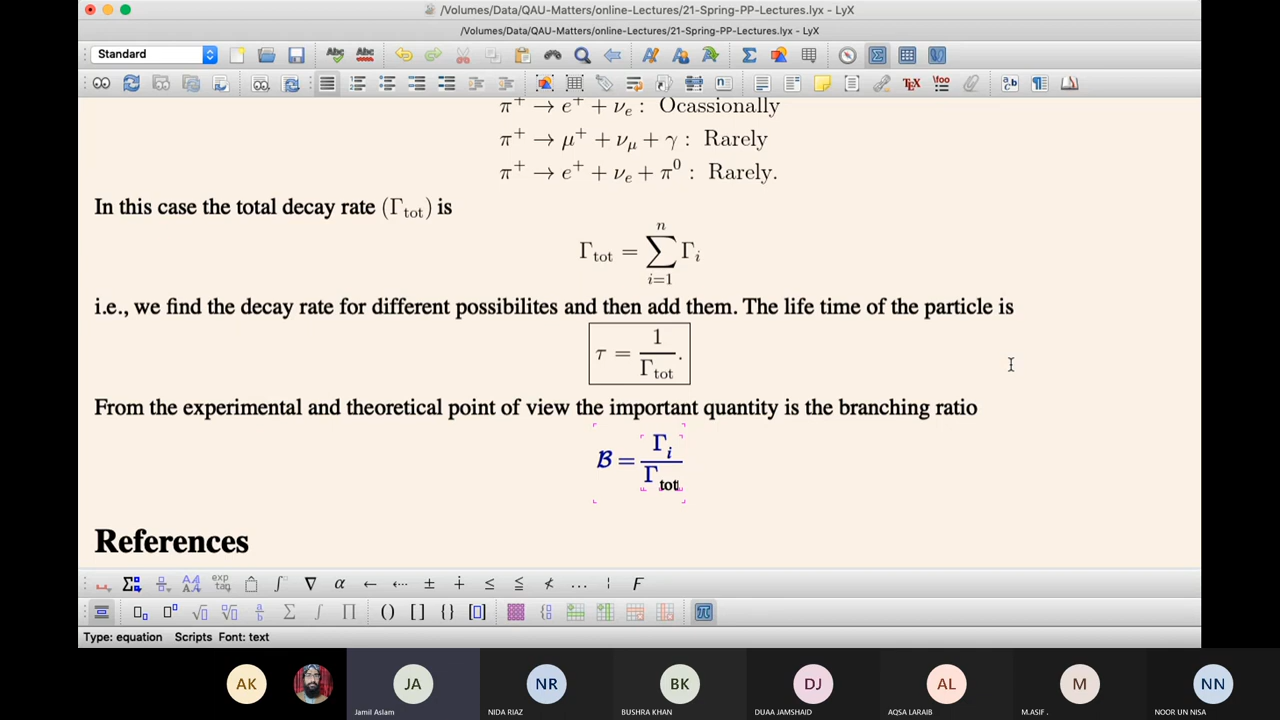 /Volumes/Data/QAU-Matters/online-Lectures/21-Spring-PP-Lectures.lyx - LyX
/Volumes/Data/QAU-Matters/online-Lectures/21-Spring-PP-Lectures.lyx - LyX
Standard
π⁺ → e⁺ + νₑ : Ocassionally
π⁺ → μ⁺ + ν_μ + γ : Rarely
π⁺ → e⁺ + νₑ + π⁰ : Rarely.
In this case the total decay rate (Γ_tot) is
Γ_tot = ∑_{i=1}^{n} Γ_i
i.e., we find the decay rate for different possibilites and then add them. The life time of the particle is
τ = 1/Γ_tot.
From the experimental and theoretical point of view the important quantity is the branching ratio
ℬ = Γ_i/Γ_tot
References
Type: equation Scripts Font: text
AK
JA
NR
BK
DJ
AL
M
NN
Jamil Aslam
NIDA RIAZ
BUSHRA KHAN
DUAA JAMSHAID
AQSA LARAIB
M.ASIF .
NOOR UN NISA